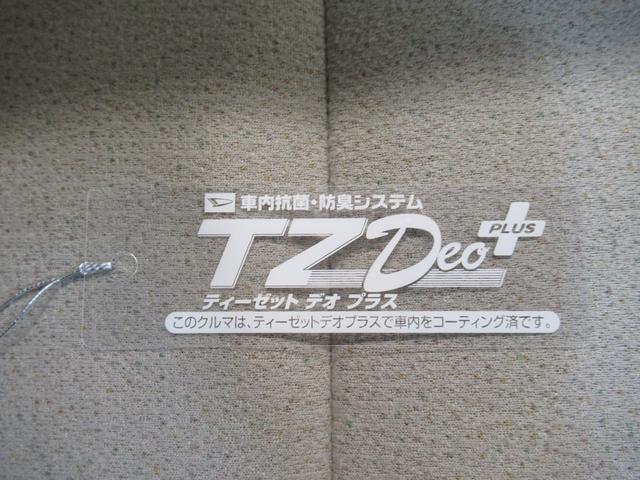 車内抗菌・防臭システム
TZDeo PLUS
ティーゼット デオ プラス
このクルマは、ティーゼットデオプラスで車内をコーティング済です。